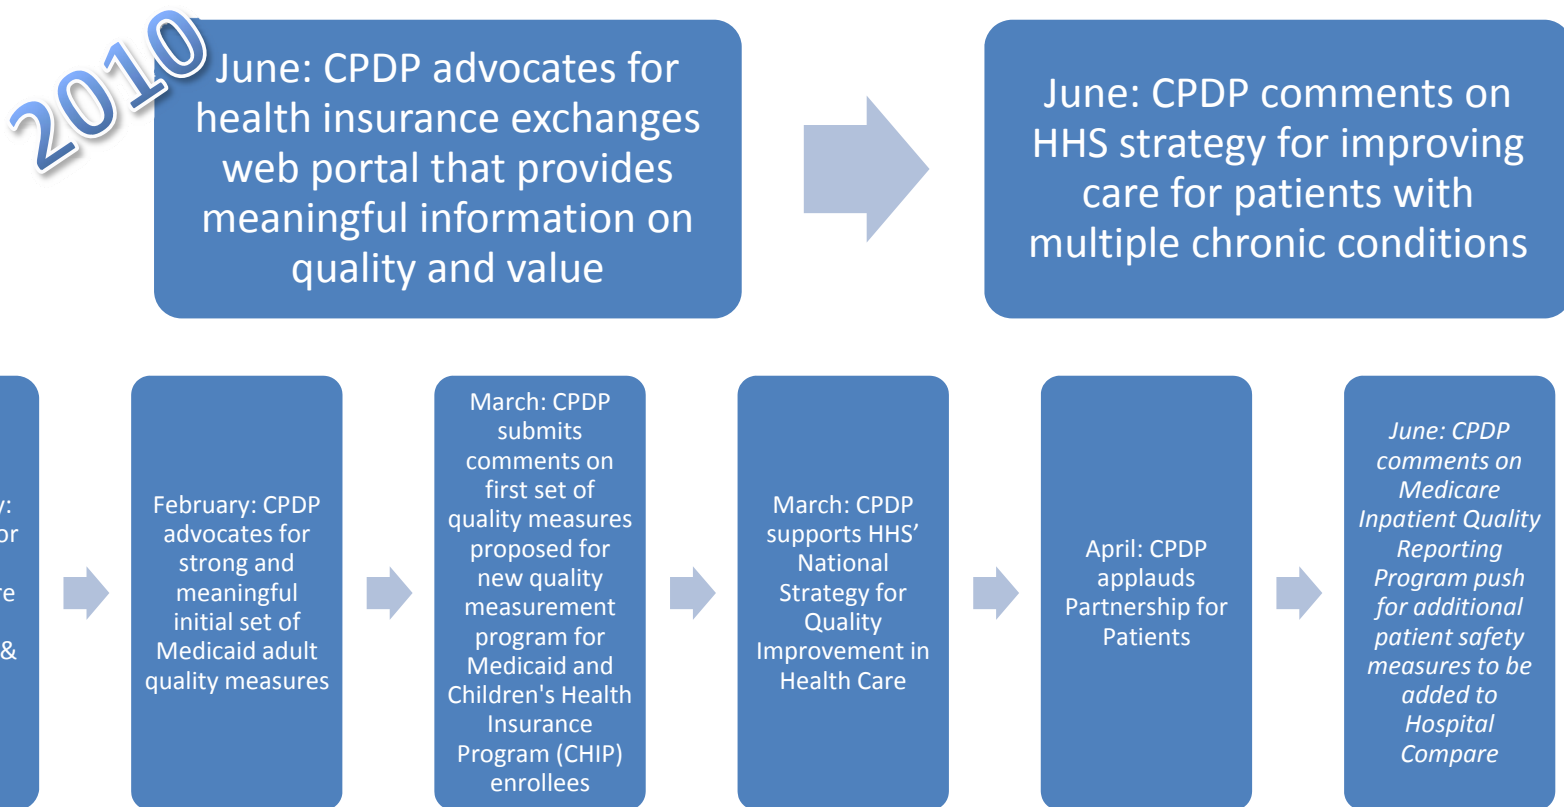 2010
June: CPDP advocates for
health insurance exchanges
web portal that provides
meaningful information on
quality and value
June: CPDP comments on
HHS strategy for improving
care for patients with
multiple chronic conditions
re
&
February: CPDP
advocates for
strong and
meaningful
initial set of
Medicaid adult
quality measures
March: CPDP
submits
comments on
first set of
quality measures
proposed for
new quality
measurement
program for
Medicaid and
Children's Health
Insurance
Program (CHIP)
enrollees
March: CPDP
supports HHS’
National
Strategy for
Quality
Improvement in
Health Care
April: CPDP
applauds
Partnership for
Patients
June: CPDP
comments on
Medicare
Inpatient Quality
Reporting
Program push
for additional
patient safety
measures to be
added to
Hospital
Compare